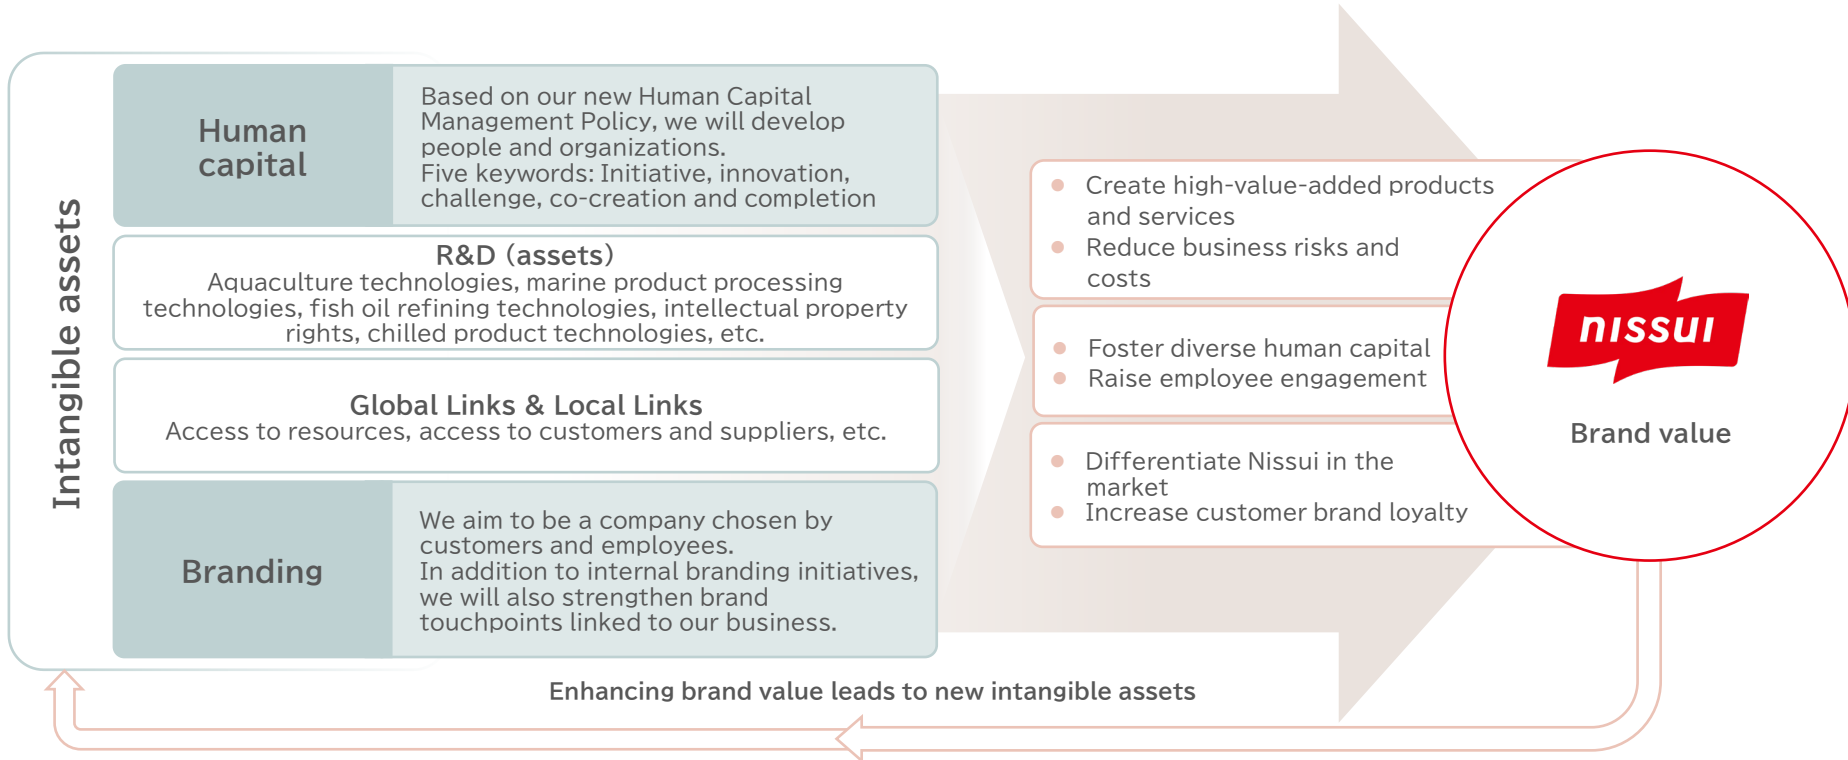 Intangible assets
Human
capital
Based on our new Human Capital
Management Policy, we will develop
people and organizations.
Five keywords: Initiative, innovation,
challenge, co-creation and completion
R&D (assets)
Aquaculture technologies, marine product processing
technologies, fish oil refining technologies, intellectual property
rights, chilled product technologies, etc.
Global Links & Local Links
Access to resources, access to customers and suppliers, etc.
Branding
We aim to be a company chosen by
customers and employees.
In addition to internal branding initiatives,
we will also strengthen brand
touchpoints linked to our business.
● Create high-value-added products
and services
● Reduce business risks and
costs
● Foster diverse human capital
● Raise employee engagement
● Differentiate Nissui in the
market
● Increase customer brand loyalty
nissui
Brand value
Enhancing brand value leads to new intangible assets